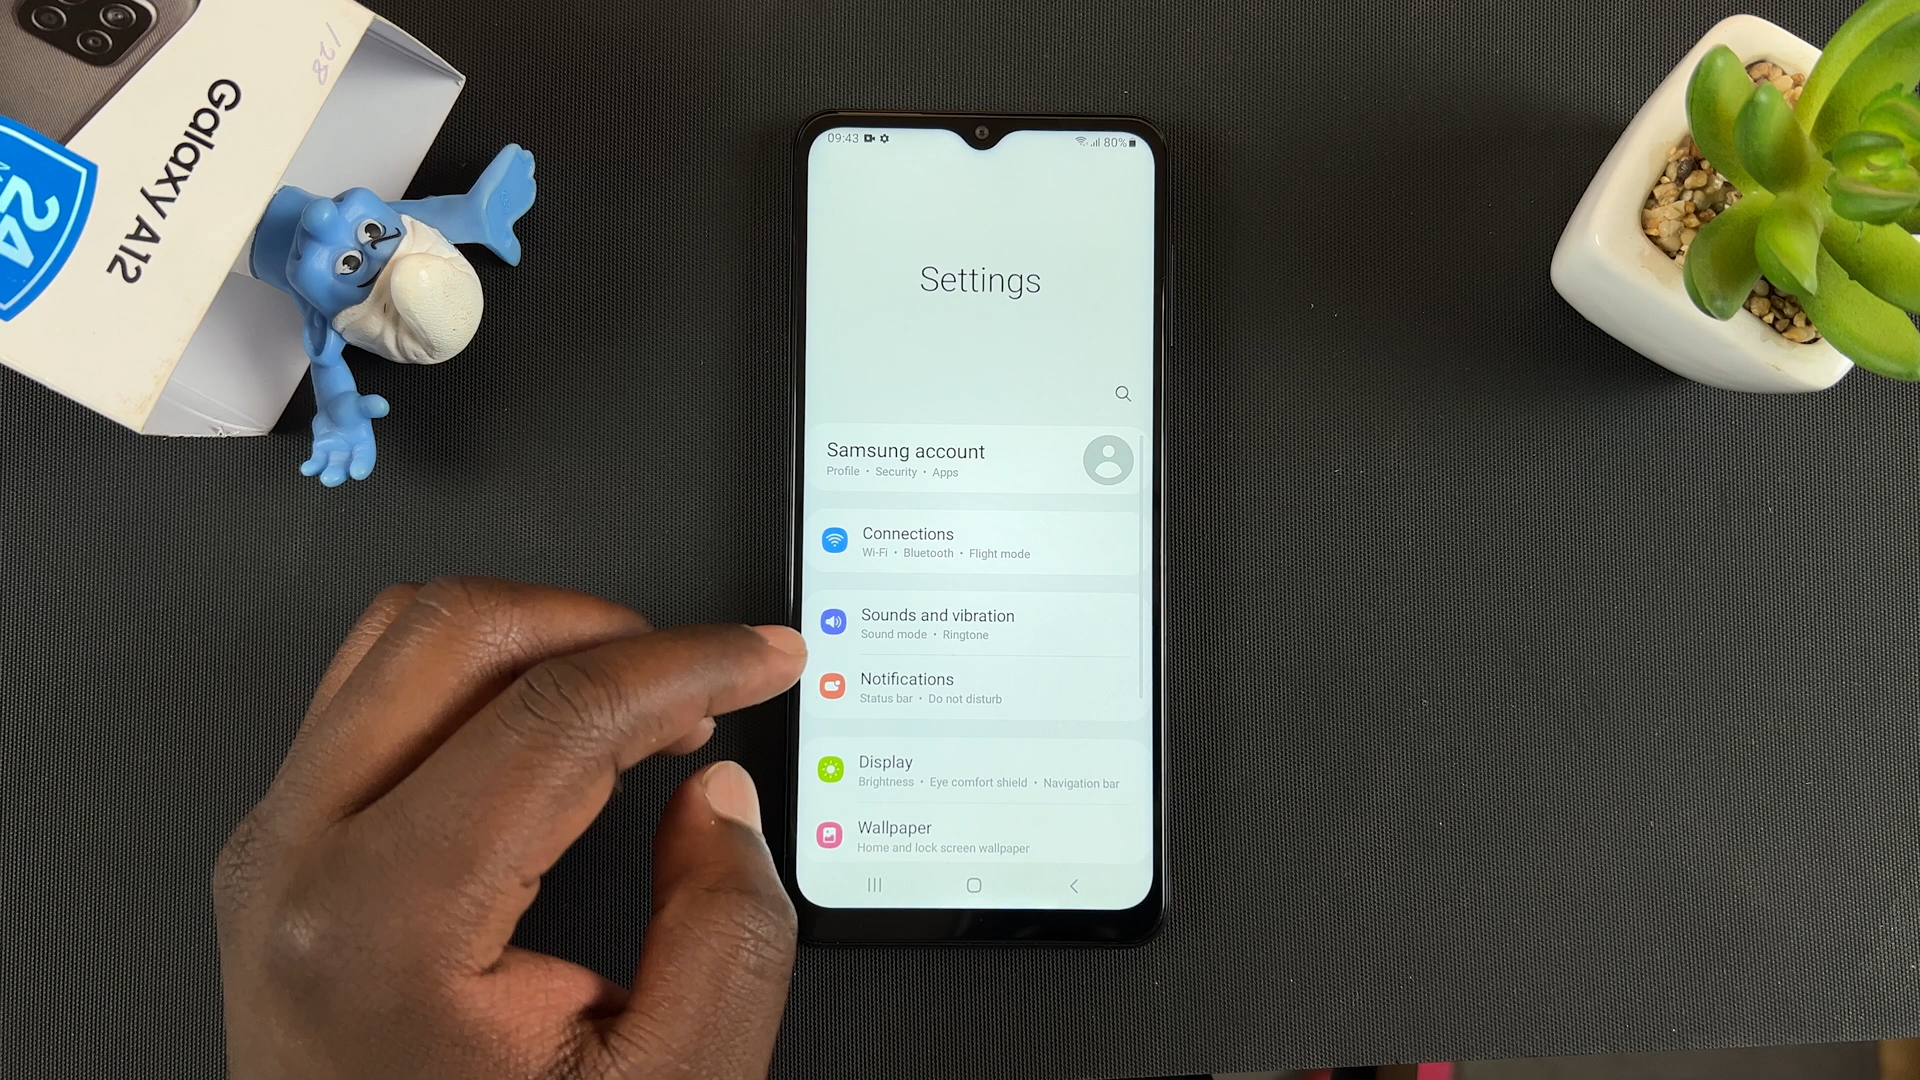 128
Galaxy A12
24
09:43
80%
Settings
Samsung account
Profile • Security • Apps
Connections
Wi-Fi • Bluetooth • Flight mode
Sounds and vibration
Sound mode • Ringtone
Notifications
Status bar • Do not disturb
Display
Brightness • Eye comfort shield • Navigation bar
Wallpaper
Home and lock screen wallpaper